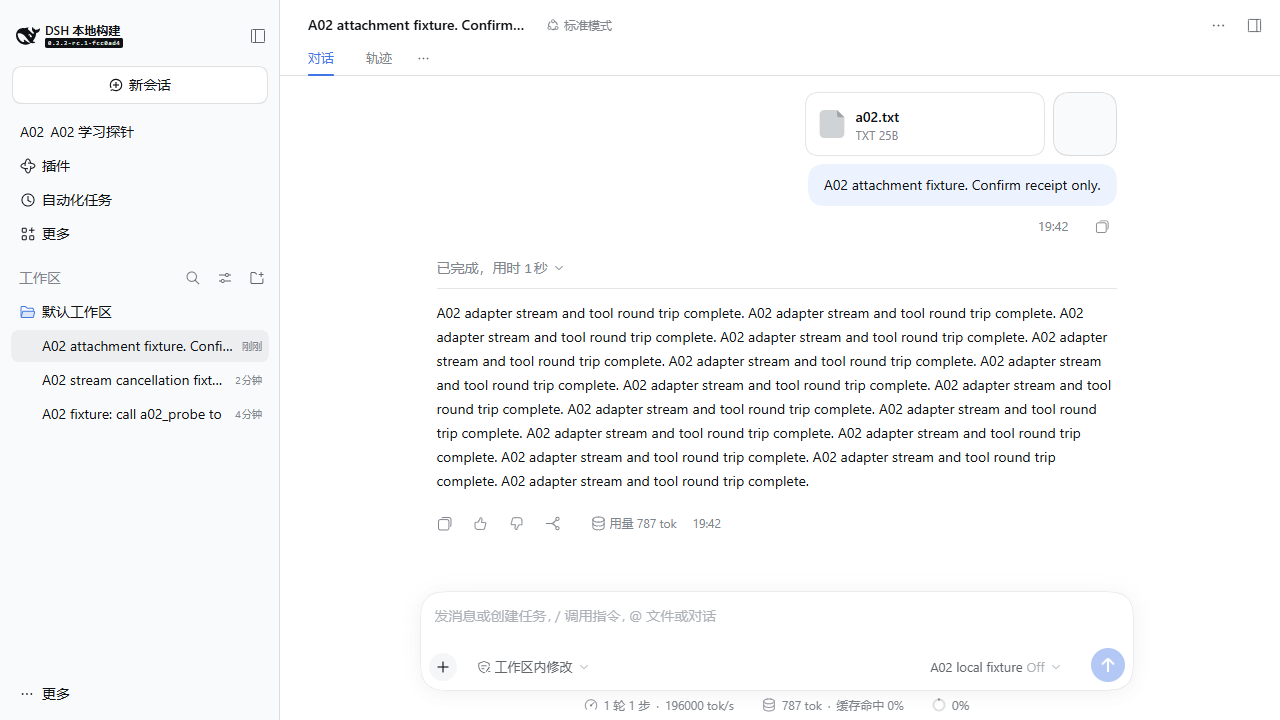 DSH 本地构建
0.2.2-rc.1-fcc0ad4
新会话
A02 A02 学习探针
插件
自动化任务
更多
工作区
默认工作区
A02 attachment fixture. Confi... 刚刚
A02 stream cancellation fixt... 2分钟
A02 fixture: call a02_probe to 4分钟
更多
A02 attachment fixture. Confirm... 标准模式
对话 轨迹
a02.txt
TXT 25B
A02 attachment fixture. Confirm receipt only.
19:42
已完成，用时 1秒
A02 adapter stream and tool round trip complete. A02 adapter stream and tool round trip complete. A02
adapter stream and tool round trip complete. A02 adapter stream and tool round trip complete. A02 adapter
stream and tool round trip complete. A02 adapter stream and tool round trip complete. A02 adapter stream
and tool round trip complete. A02 adapter stream and tool round trip complete. A02 adapter stream and tool
round trip complete. A02 adapter stream and tool round trip complete. A02 adapter stream and tool round
trip complete. A02 adapter stream and tool round trip complete. A02 adapter stream and tool round trip
complete. A02 adapter stream and tool round trip complete. A02 adapter stream and tool round trip
complete. A02 adapter stream and tool round trip complete.
用量 787 tok 19:42
发消息或创建任务, / 调用指令, @ 文件或对话
工作区内修改
A02 local fixture Off
1 轮 1 步 · 196000 tok/s 787 tok · 缓存命中 0% 0%